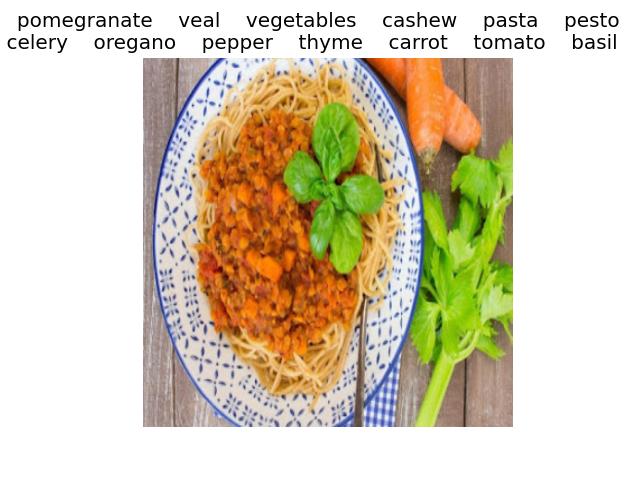 pomegranate veal vegetables cashew pasta pesto
celery oregano pepper thyme carrot tomato basil